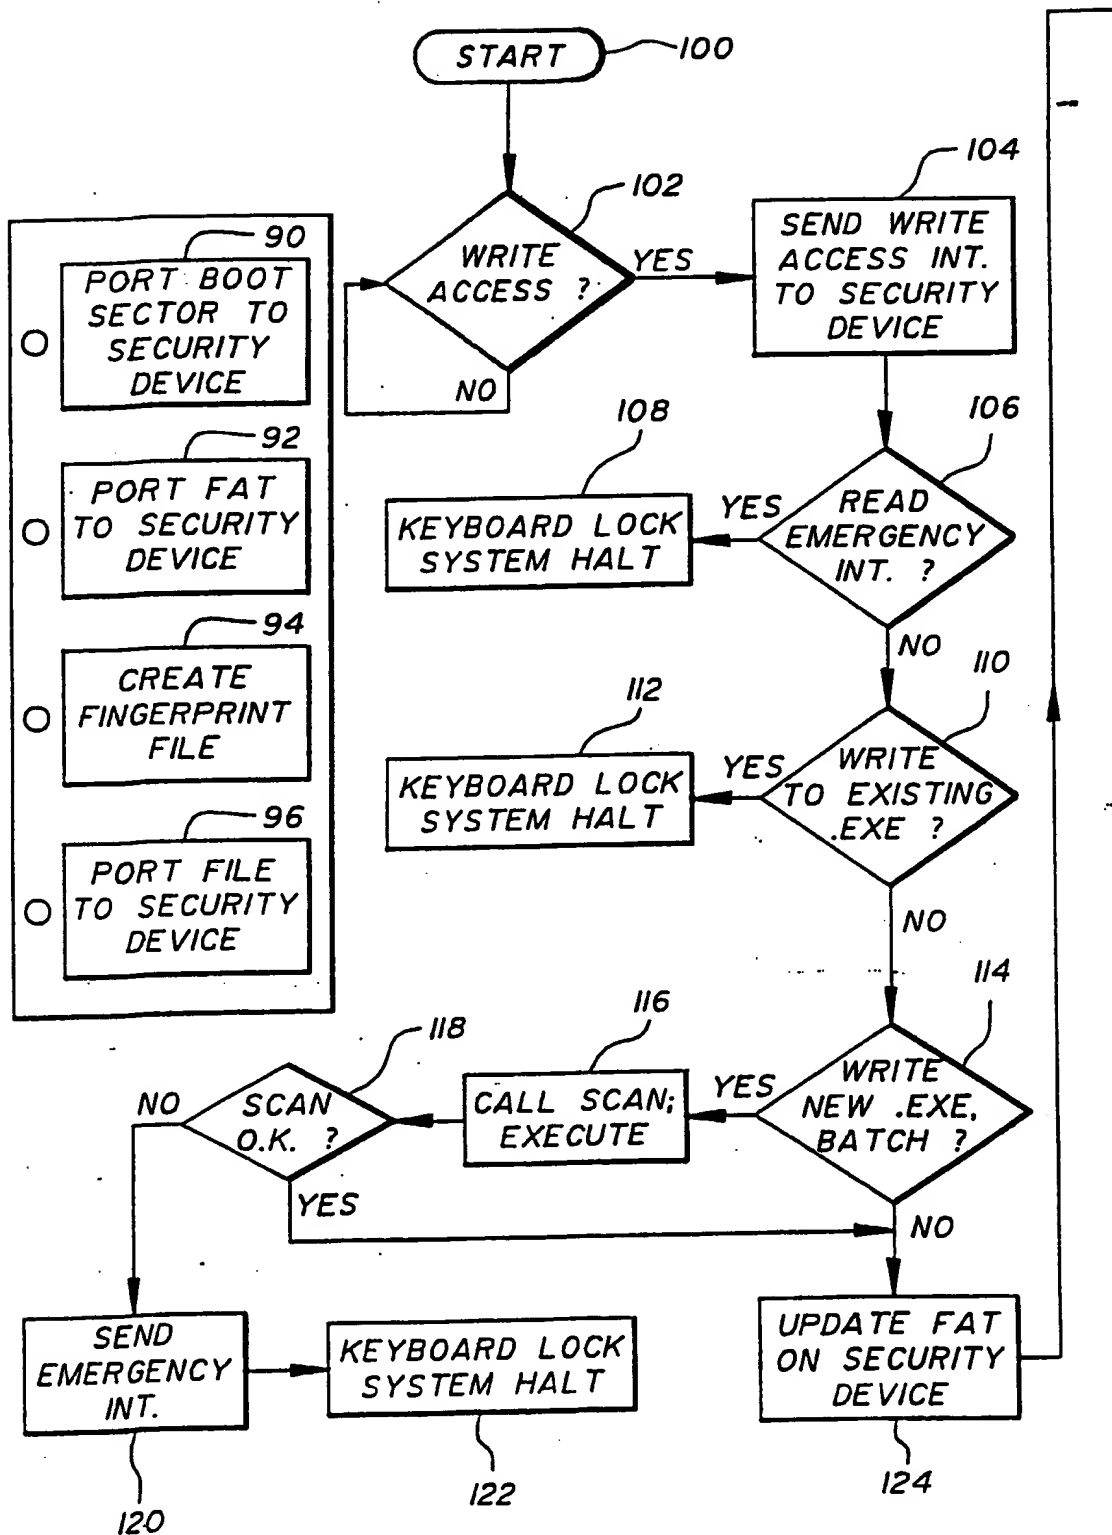 START
100
102
WRITE
ACCESS ?
YES
NO
104
SEND WRITE
ACCESS INT.
TO SECURITY
DEVICE
90
PORT BOOT
SECTOR TO
SECURITY
DEVICE
92
PORT FAT
TO SECURITY
DEVICE
94
CREATE
FINGERPRINT
FILE
96
PORT FILE
TO SECURITY
DEVICE
106
READ
EMERGENCY
INT. ?
YES
NO
108
KEYBOARD LOCK
SYSTEM HALT
110
WRITE
TO EXISTING
.EXE ?
YES
NO
112
KEYBOARD LOCK
SYSTEM HALT
114
WRITE
NEW .EXE,
BATCH ?
YES
NO
116
CALL SCAN;
EXECUTE
118
SCAN
O.K. ?
NO
YES
SEND
EMERGENCY
INT.
120
KEYBOARD LOCK
SYSTEM HALT
122
UPDATE FAT
ON SECURITY
DEVICE
124